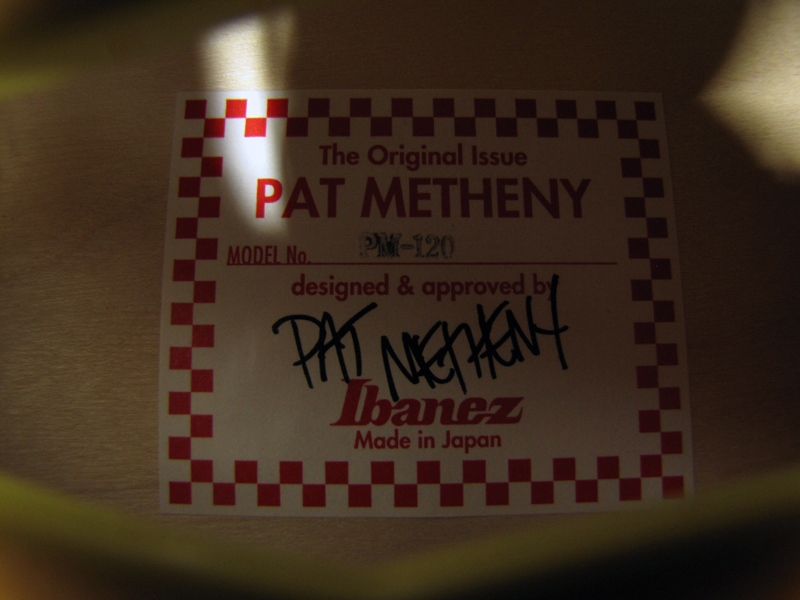 The Original Issue
PAT METHENY
MODEL No. PM-120
designed & approved by
PAT METHENY
Ibanez
Made in Japan